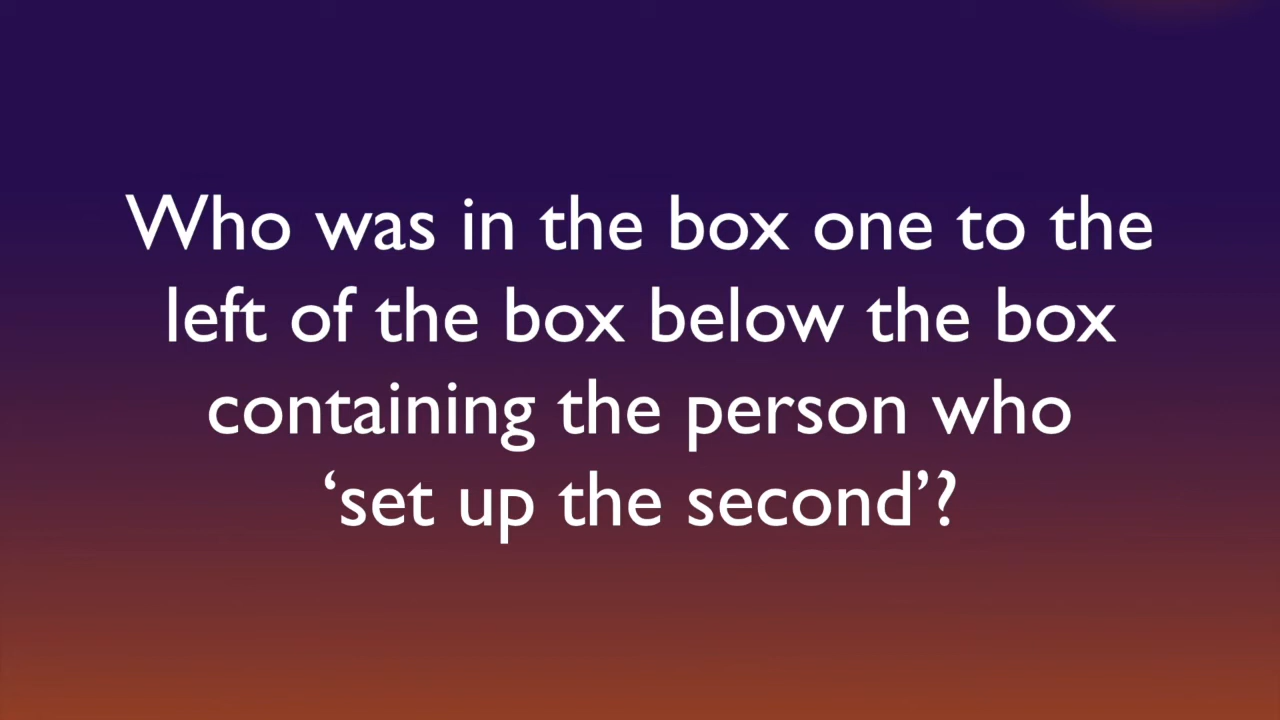 Who was in the box one to the
left of the box below the box
containing the person who
‘set up the second’?